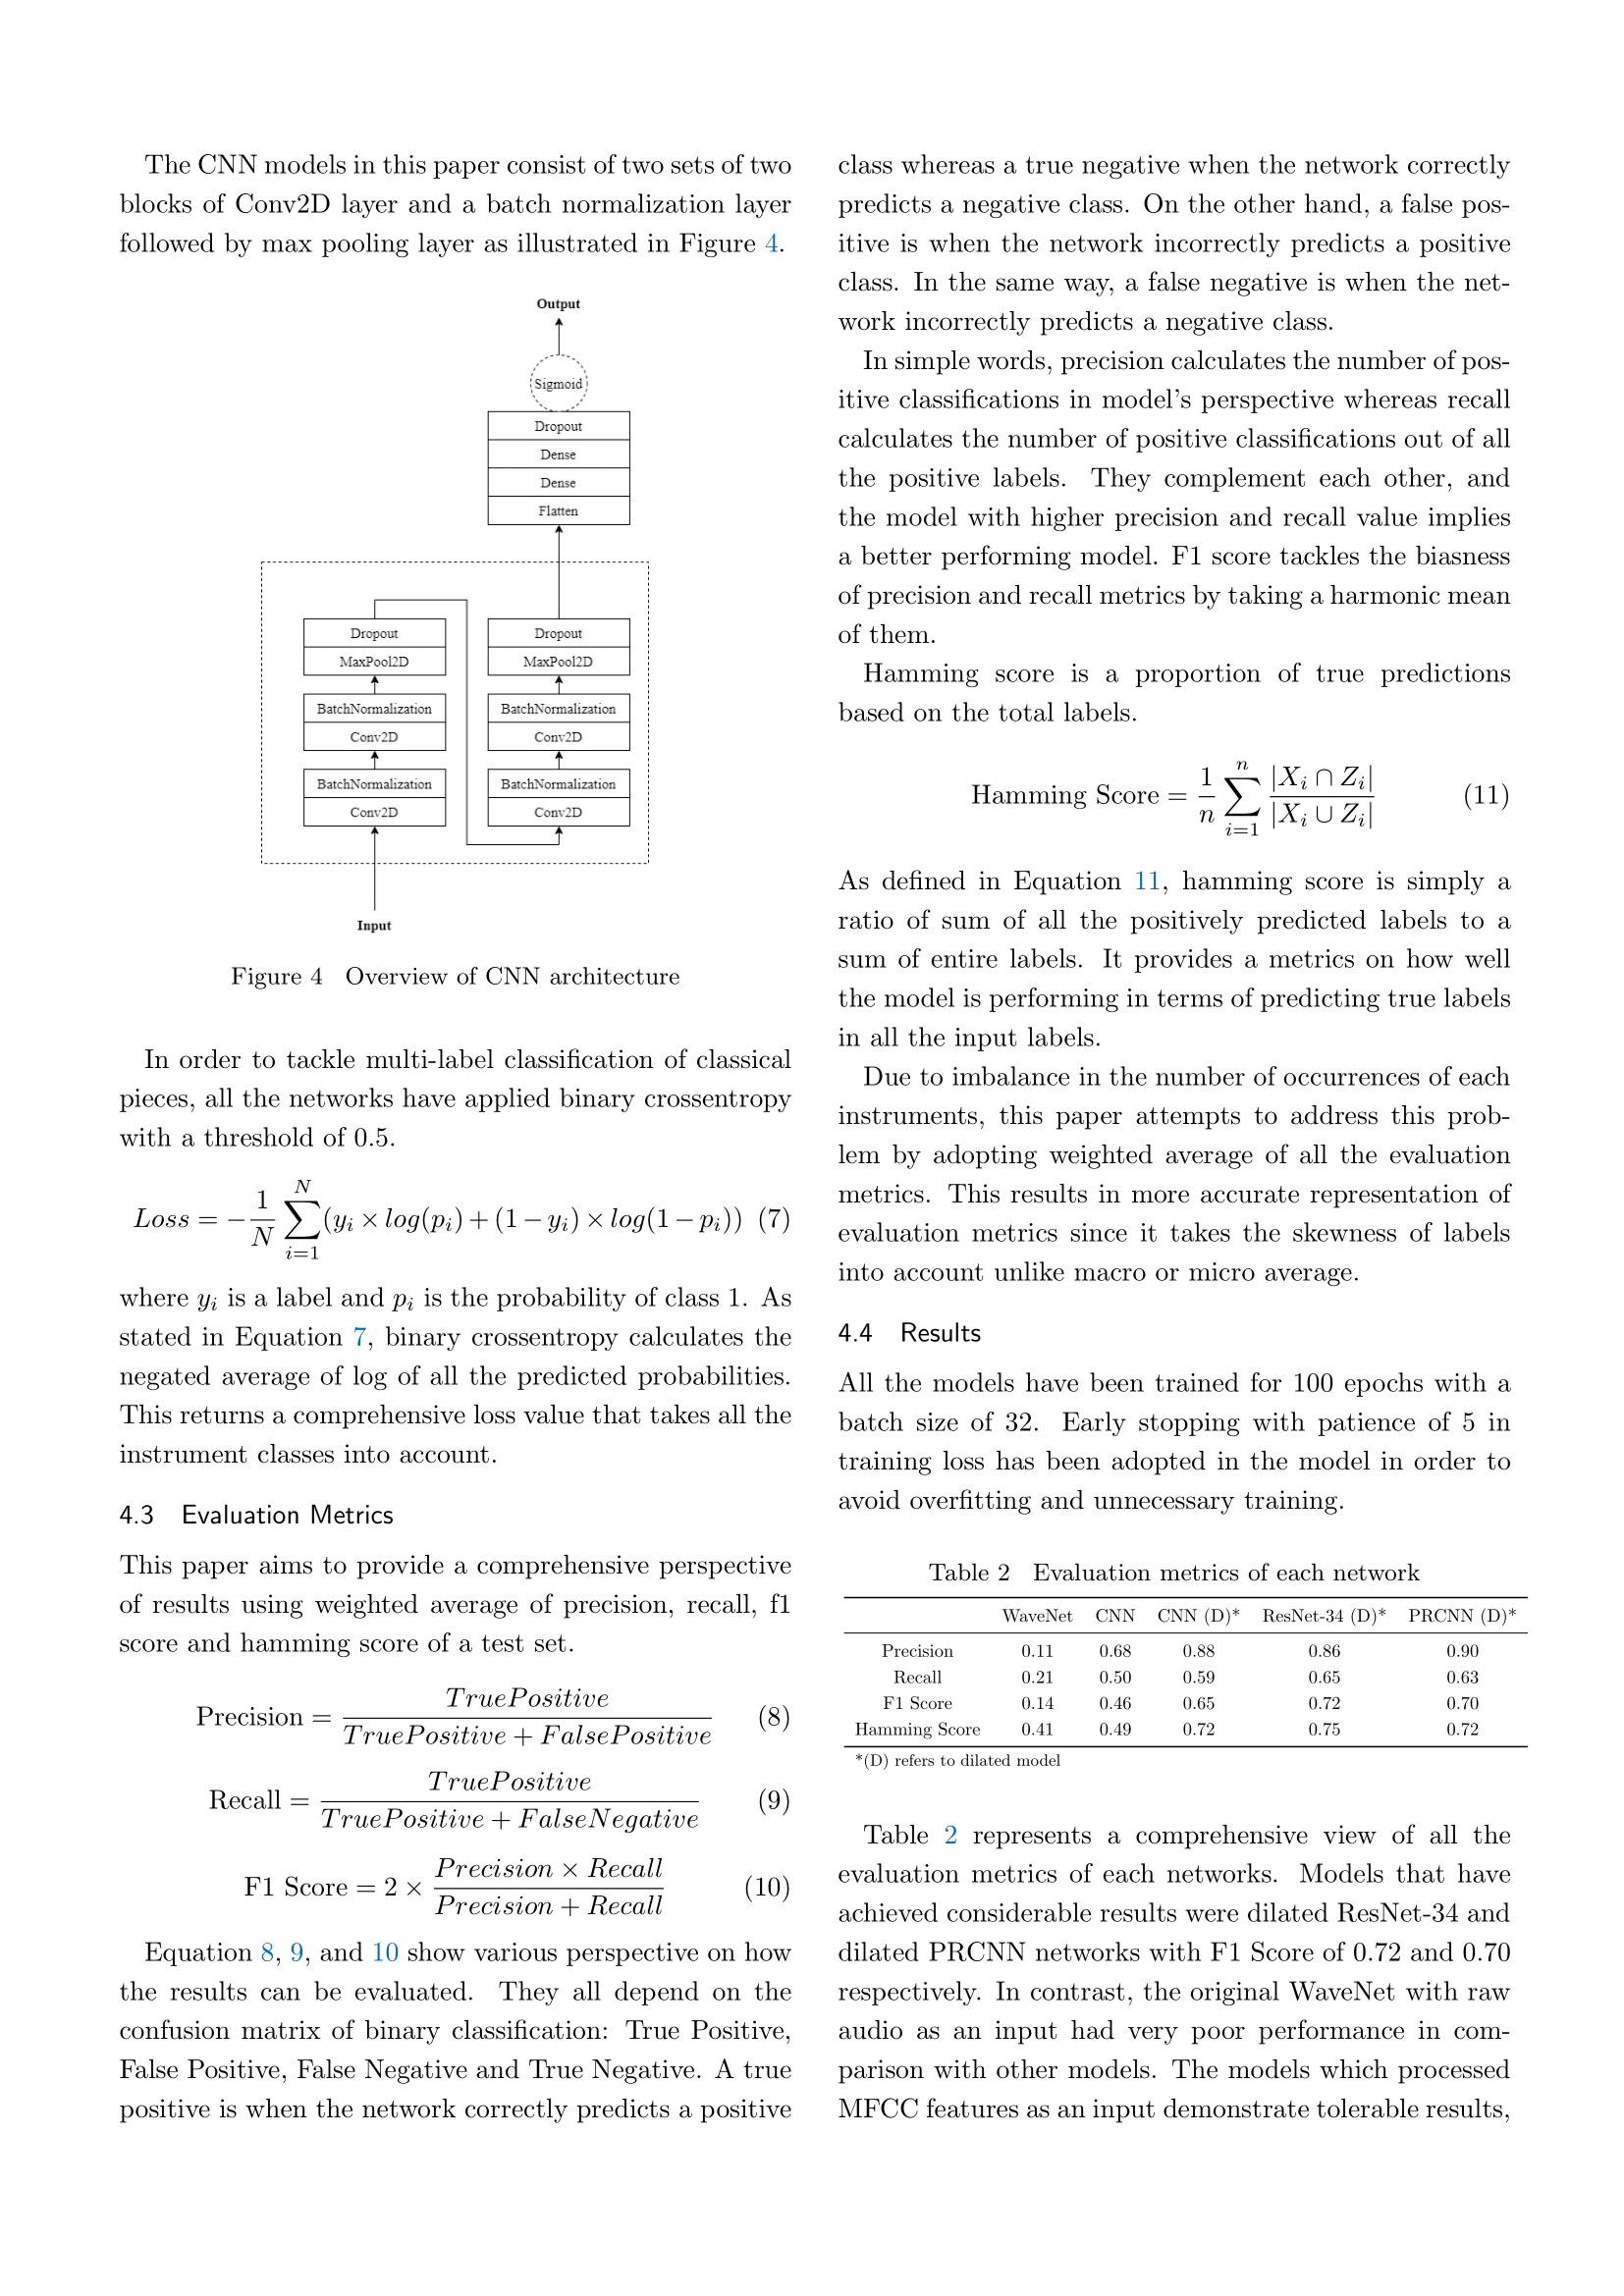 The CNN models in this paper consist of two sets of two
blocks of Conv2D layer and a batch normalization layer
followed by max pooling layer as illustrated in Figure 4.
Output
Sigmoid
Dropout
Dense
Dense
Flatten
Dropout
MaxPool2D
BatchNormalization
Conv2D
BatchNormalization
Conv2D
Dropout
MaxPool2D
BatchNormalization
Conv2D
BatchNormalization
Conv2D
Input
Figure 4 Overview of CNN architecture
In order to tackle multi-label classification of classical
pieces, all the networks have applied binary crossentropy
with a threshold of 0.5.
Loss = −\frac{1}{N} \sum_{i=1}^{N} (y_i × log(p_i) + (1 − y_i) × log(1 − p_i)) (7)
where y_i is a label and p_i is the probability of class 1. As
stated in Equation 7, binary crossentropy calculates the
negated average of log of all the predicted probabilities.
This returns a comprehensive loss value that takes all the
instrument classes into account.
4.3 Evaluation Metrics
This paper aims to provide a comprehensive perspective
of results using weighted average of precision, recall, f1
score and hamming score of a test set.
Precision = \frac{TruePositive}{TruePositive + FalsePositive} (8)
Recall = \frac{TruePositive}{TruePositive + FalseNegative} (9)
F1 Score = 2 × \frac{Precision × Recall}{Precision + Recall} (10)
Equation 8, 9, and 10 show various perspective on how
the results can be evaluated. They all depend on the
confusion matrix of binary classification: True Positive,
False Positive, False Negative and True Negative. A true
positive is when the network correctly predicts a positive
class whereas a true negative when the network correctly
predicts a negative class. On the other hand, a false pos-
itive is when the network incorrectly predicts a positive
class. In the same way, a false negative is when the net-
work incorrectly predicts a negative class.
In simple words, precision calculates the number of pos-
itive classifications in model's perspective whereas recall
calculates the number of positive classifications out of all
the positive labels. They complement each other, and
the model with higher precision and recall value implies
a better performing model. F1 score tackles the biasness
of precision and recall metrics by taking a harmonic mean
of them.
Hamming score is a proportion of true predictions
based on the total labels.
Hamming Score = \frac{1}{n} \sum_{i=1}^{n} \frac{|X_i ∩ Z_i|}{|X_i ∪ Z_i|} (11)
As defined in Equation 11, hamming score is simply a
ratio of sum of all the positively predicted labels to a
sum of entire labels. It provides a metrics on how well
the model is performing in terms of predicting true labels
in all the input labels.
Due to imbalance in the number of occurrences of each
instruments, this paper attempts to address this prob-
lem by adopting weighted average of all the evaluation
metrics. This results in more accurate representation of
evaluation metrics since it takes the skewness of labels
into account unlike macro or micro average.
4.4 Results
All the models have been trained for 100 epochs with a
batch size of 32. Early stopping with patience of 5 in
training loss has been adopted in the model in order to
avoid overfitting and unnecessary training.
Table 2 Evaluation metrics of each network
WaveNet CNN CNN (D)* ResNet-34 (D)* PRCNN (D)*
Precision 0.11 0.68 0.88 0.86 0.90
Recall 0.21 0.50 0.59 0.65 0.63
F1 Score 0.14 0.46 0.65 0.72 0.70
Hamming Score 0.41 0.49 0.72 0.75 0.72
*(D) refers to dilated model
Table 2 represents a comprehensive view of all the
evaluation metrics of each networks. Models that have
achieved considerable results were dilated ResNet-34 and
dilated PRCNN networks with F1 Score of 0.72 and 0.70
respectively. In contrast, the original WaveNet with raw
audio as an input had very poor performance in com-
parison with other models. The models which processed
MFCC features as an input demonstrate tolerable results,